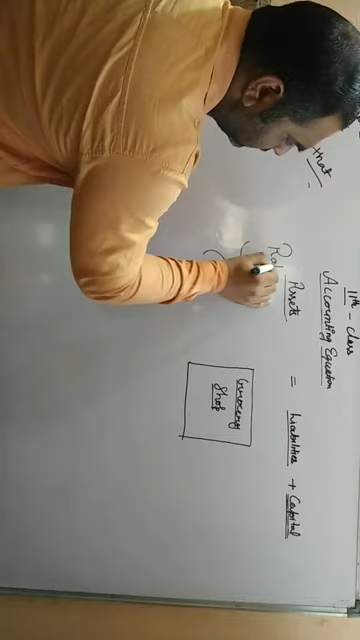 that -
11th - class
Accounting Equation
Assets = Liabilities + Capital
Grocery
Shop